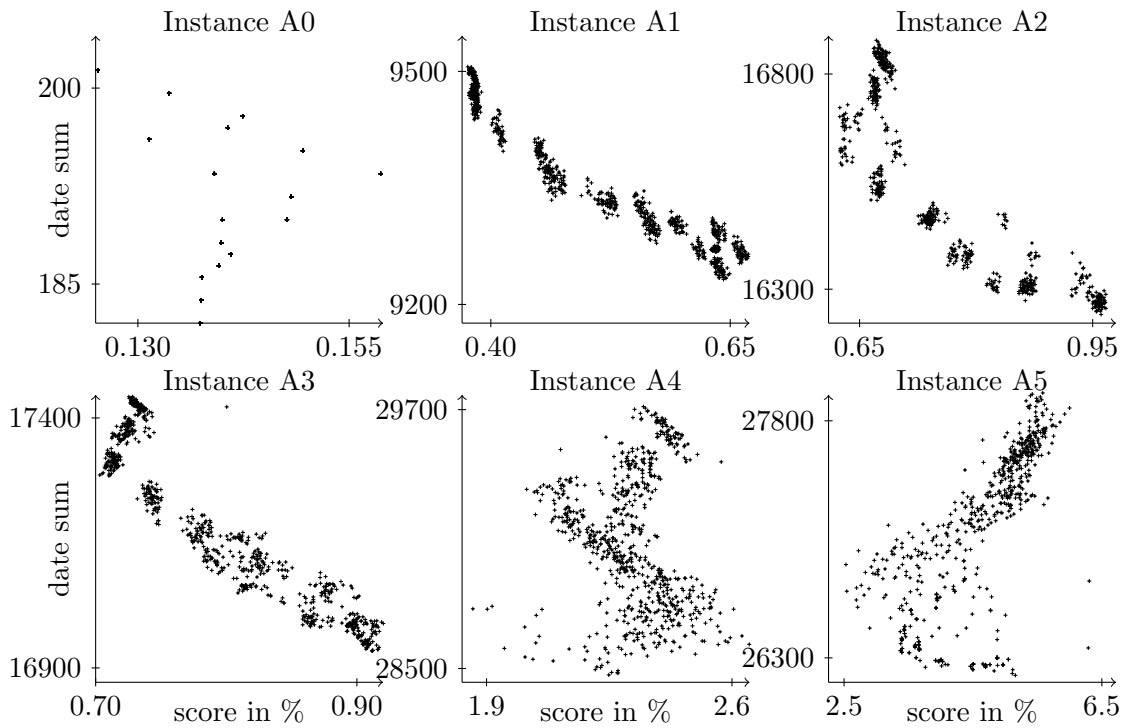 Instance A0
Instance A1
Instance A2
date sum
200
185
0.130
0.155
9500
9200
0.40
0.65
16800
16300
0.65
0.95
Instance A3
Instance A4
Instance A5
date sum
17400
16900
0.70
score in %
0.90
29700
28500
1.9
score in %
2.6
27800
26300
2.5
score in %
6.5